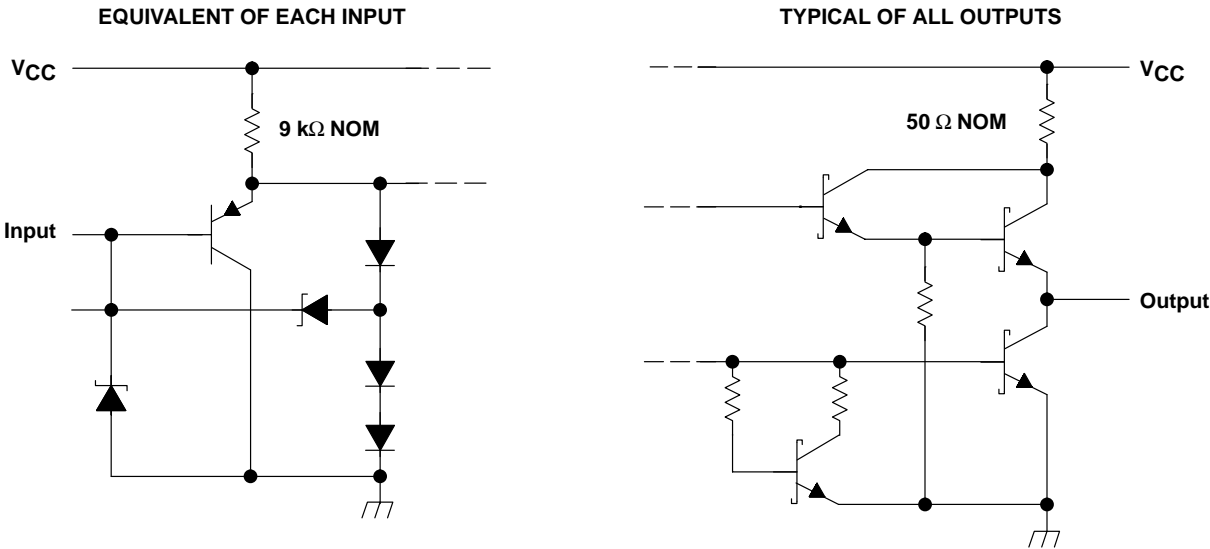 EQUIVALENT OF EACH INPUT
VCC
9 kΩ NOM
Input
TYPICAL OF ALL OUTPUTS
VCC
50 Ω NOM
Output